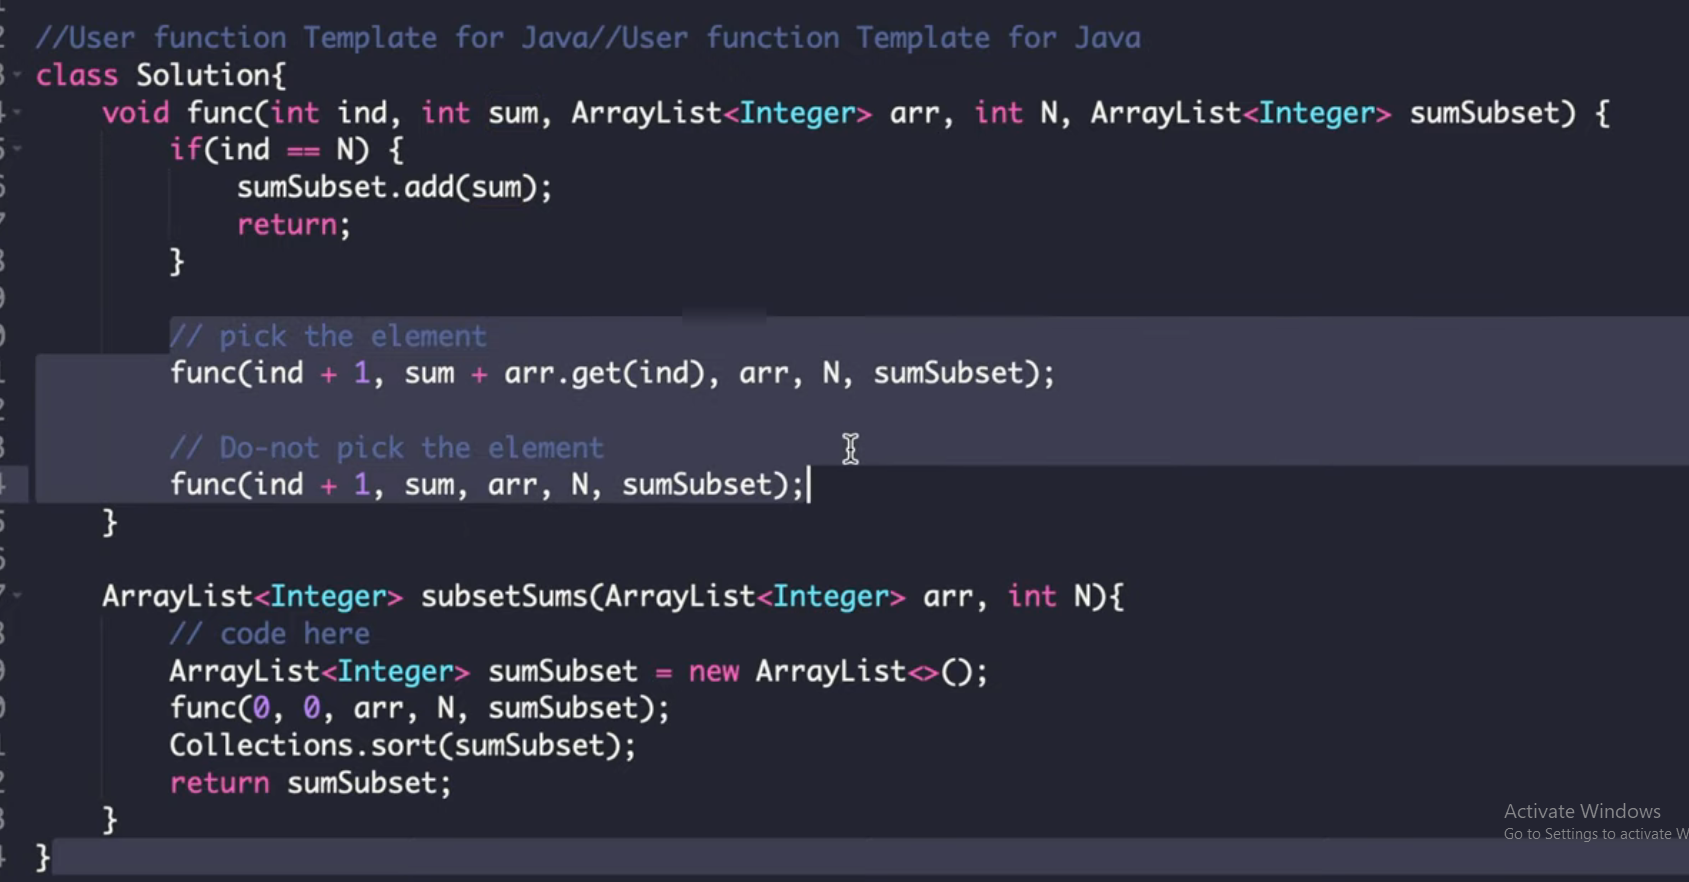 //User function Template for Java//User function Template for Java
class Solution{
    void func(int ind, int sum, ArrayList<Integer> arr, int N, ArrayList<Integer> sumSubset) {
        if(ind == N) {
            sumSubset.add(sum);
            return;
        }

        // pick the element
        func(ind + 1, sum + arr.get(ind), arr, N, sumSubset);

        // Do-not pick the element
        func(ind + 1, sum, arr, N, sumSubset);
    }

    ArrayList<Integer> subsetSums(ArrayList<Integer> arr, int N){
        // code here
        ArrayList<Integer> sumSubset = new ArrayList<>();
        func(0, 0, arr, N, sumSubset);
        Collections.sort(sumSubset);
        return sumSubset;
    }
}
Activate Windows
Go to Settings to activate W